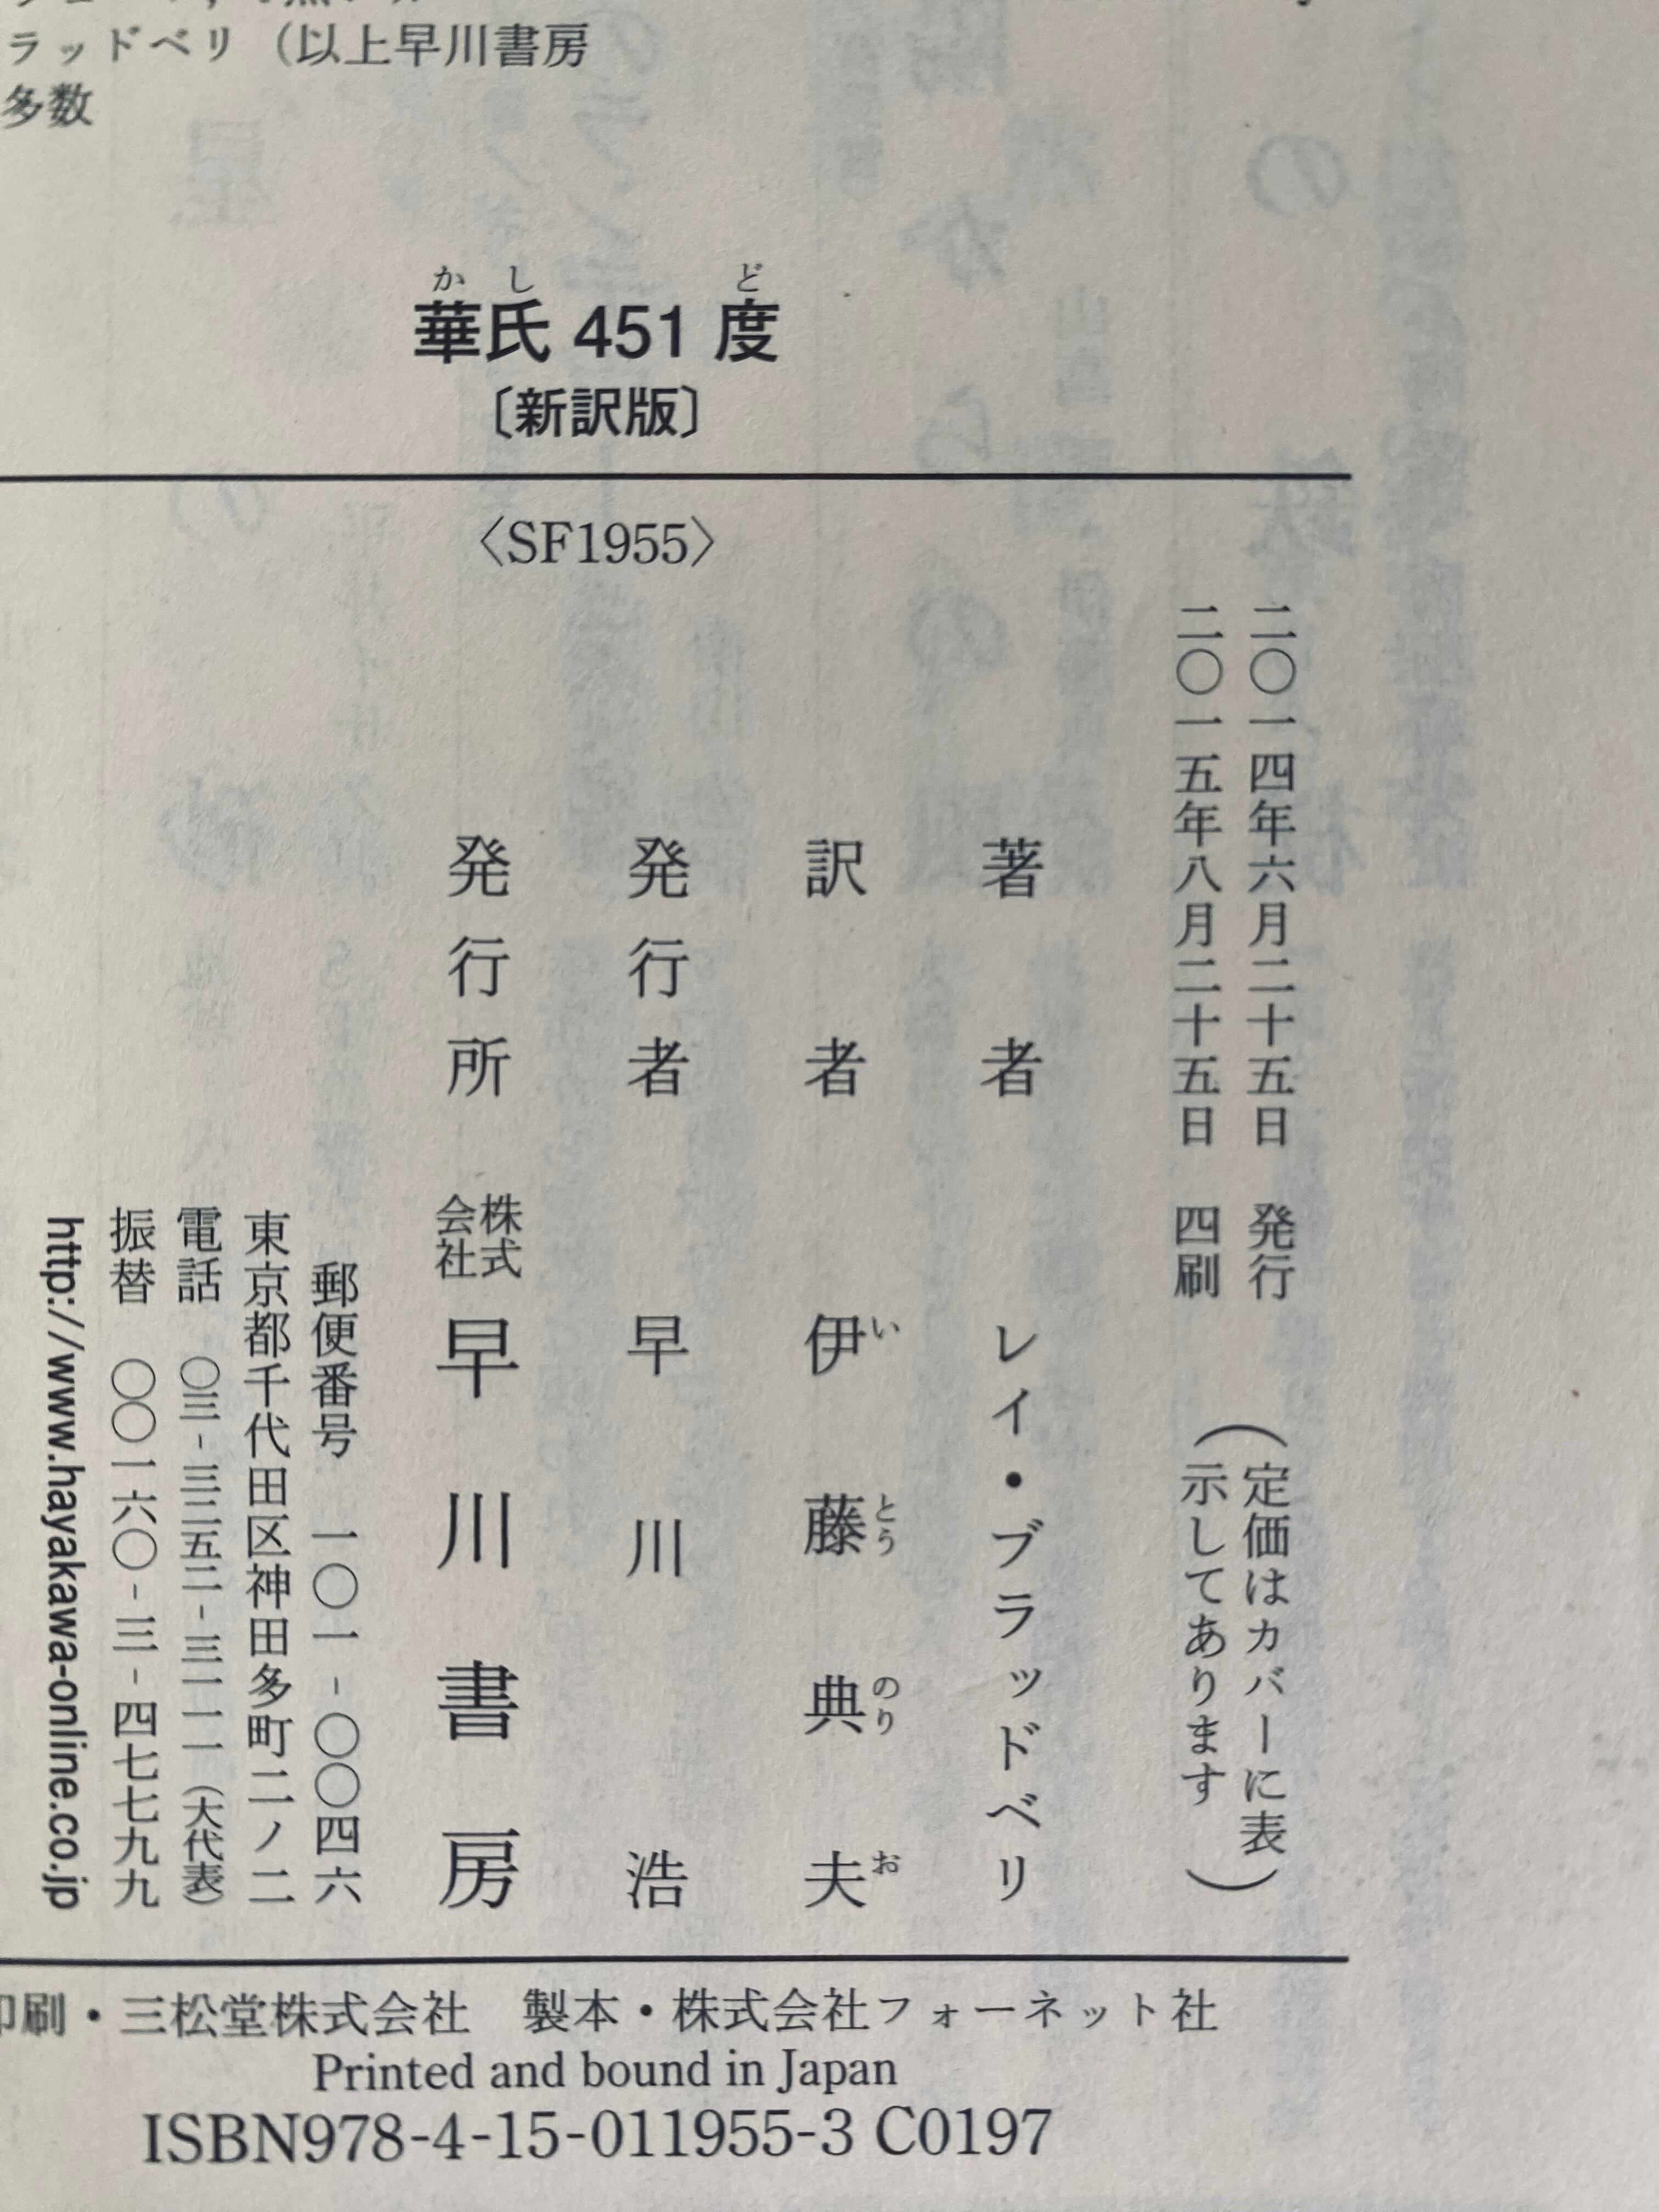 ラッドベリ（以上早川書房
多数
華氏451度
かしど
〔新訳版〕
〈SF1955〉
二〇一四年六月二十五日 発行
二〇一五年八月二十五日 四刷
（定価はカバーに表
示してあります）
著者 レイ・ブラッドベリ
訳者 伊藤典夫
いとうのりお
発行者 早川浩
発行所 株式会社 早川書房
郵便番号 一〇一-〇〇四六
東京都千代田区神田多町二ノ二
電話 〇三-三二五二-三一一一（大代表）
振替 〇〇一六〇-三-四七七九九
http://www.hayakawa-online.co.jp
印刷・三松堂株式会社 製本・株式会社フォーネット社
Printed and bound in Japan
ISBN978-4-15-011955-3 C0197